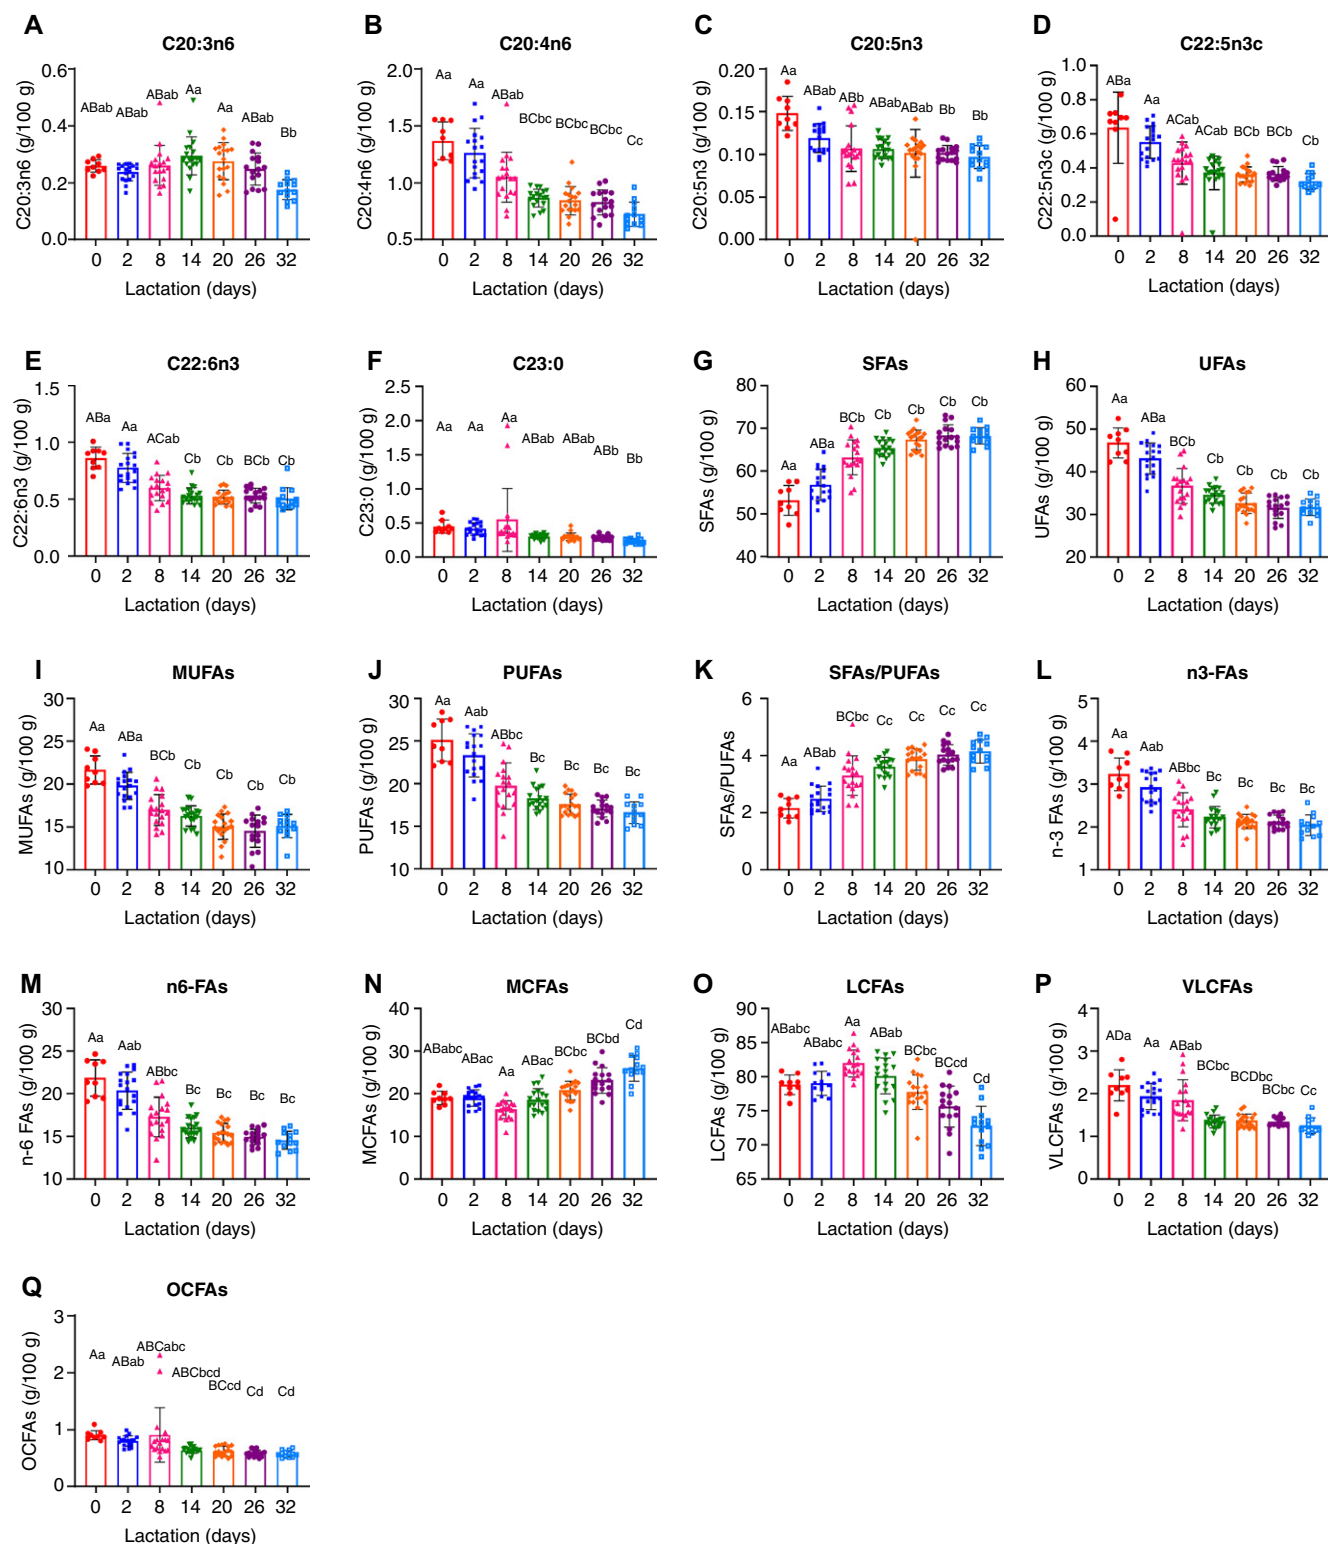 A
C20:3n6
C20:3n6 (g/100 g)
0.6
0.4
0.2
0.0
ABab ABab ABab Aa Aa ABab Bb
0 2 8 14 20 26 32
Lactation (days)
B
C20:4n6
C20:4n6 (g/100 g)
2.0
1.5
1.0
0.5
Aa Aa ABab BCbc BCbc BCbc Cc
0 2 8 14 20 26 32
Lactation (days)
C
C20:5n3
C20:5n3 (g/100 g)
0.20
0.15
0.10
0.05
0.00
Aa ABab ABb ABab ABab Bb Bb
0 2 8 14 20 26 32
Lactation (days)
D
C22:5n3c
C22:5n3c (g/100 g)
1.0
0.8
0.6
0.4
0.2
0.0
ABa Aa ACab ACab BCb BCb Cb
0 2 8 14 20 26 32
Lactation (days)
E
C22:6n3
C22:6n3 (g/100 g)
1.5
1.0
0.5
0.0
ABa Aa ACab Cb Cb BCb Cb
0 2 8 14 20 26 32
Lactation (days)
F
C23:0
C23:0 (g/100 g)
2.5
2.0
1.5
1.0
0.5
0.0
Aa Aa Aa ABab ABab ABb Bb
0 2 8 14 20 26 32
Lactation (days)
G
SFAs
SFAs (g/100 g)
80
70
60
50
40
Aa ABa BCb Cb Cb Cb Cb
0 2 8 14 20 26 32
Lactation (days)
H
UFAs
UFAs (g/100 g)
60
50
40
30
20
Aa ABa BCb Cb Cb Cb Cb
0 2 8 14 20 26 32
Lactation (days)
I
MUFAs
MUFAs (g/100 g)
30
25
20
15
10
Aa ABa BCb Cb Cb Cb Cb
0 2 8 14 20 26 32
Lactation (days)
J
PUFAs
PUFAs (g/100 g)
30
25
20
15
10
Aa Aab ABbc Bc Bc Bc Bc
0 2 8 14 20 26 32
Lactation (days)
K
SFAs/PUFAs
SFAs/PUFAs
6
4
2
0
Aa ABab BCbc Cc Cc Cc Cc
0 2 8 14 20 26 32
Lactation (days)
L
n3-FAs
n-3 FAs (g/100 g)
5
4
3
2
1
Aa Aab ABbc Bc Bc Bc Bc
0 2 8 14 20 26 32
Lactation (days)
M
n6-FAs
n-6 FAs (g/100 g)
30
25
20
15
10
Aa Aab ABbc Bc Bc Bc Bc
0 2 8 14 20 26 32
Lactation (days)
N
MCFAs
MCFAs (g/100 g)
40
30
20
10
0
ABabc ABac Aa ABac BCbc BCbd Cd
0 2 8 14 20 26 32
Lactation (days)
O
LCFAs
LCFAs (g/100 g)
90
85
80
75
70
65
ABabc ABabc Aa ABab BCbc BCcd Cd
0 2 8 14 20 26 32
Lactation (days)
P
VLCFAs
VLCFAs (g/100 g)
4
3
2
1
0
ADa Aa ABab BCbc BCDbc BCbc Cc
0 2 8 14 20 26 32
Lactation (days)
Q
OCFAs
OCFAs (g/100 g)
3
2
1
0
Aa ABab ABCabc ABCbcd BCcd Cd Cd
0 2 8 14 20 26 32
Lactation (days)